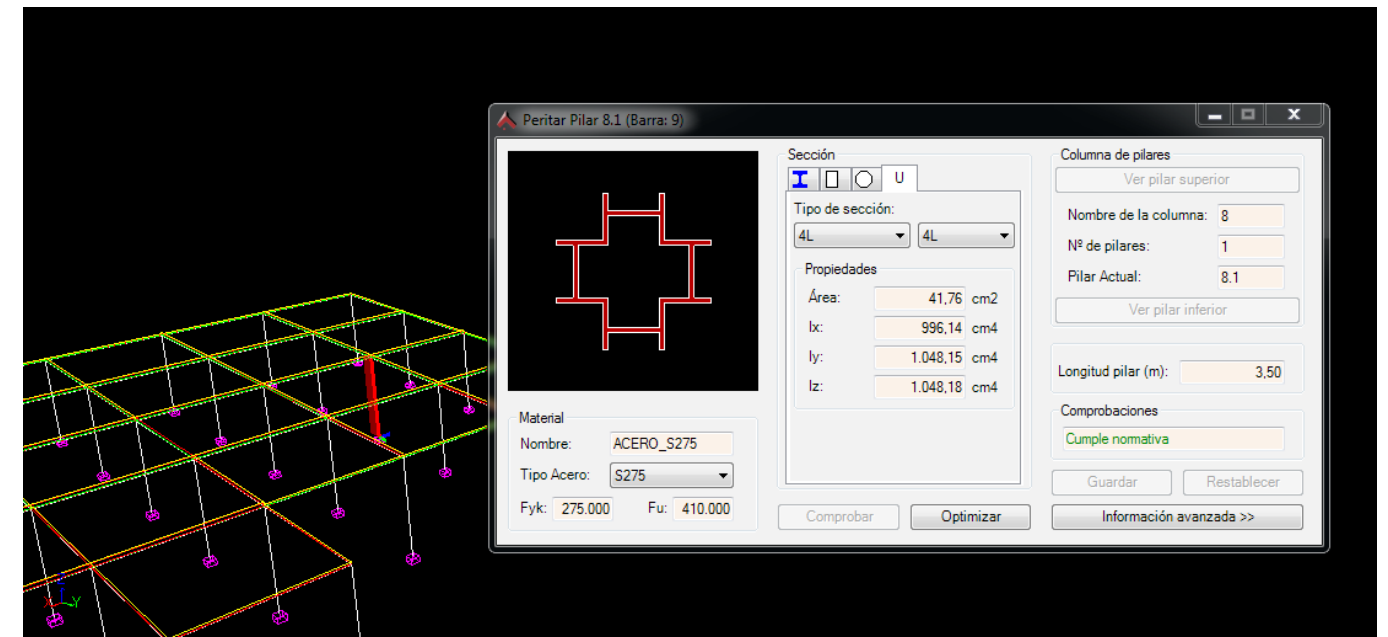 Peritar Pilar 8.1 (Barra: 9)
Sección
U
Tipo de sección:
4L 4L
Propiedades
Área: 41,76 cm2
Ix: 996,14 cm4
Iy: 1.048,15 cm4
Iz: 1.048,18 cm4
Comprobar Optimizar
Columna de pilares
Ver pilar superior
Nombre de la columna: 8
Nº de pilares: 1
Pilar Actual: 8.1
Ver pilar inferior
Longitud pilar (m): 3,50
Comprobaciones
Cumple normativa
Guardar Restablecer
Información avanzada >>
Material
Nombre: ACERO_S275
Tipo Acero: S275
Fyk: 275.000 Fu: 410.000
Z
X Y